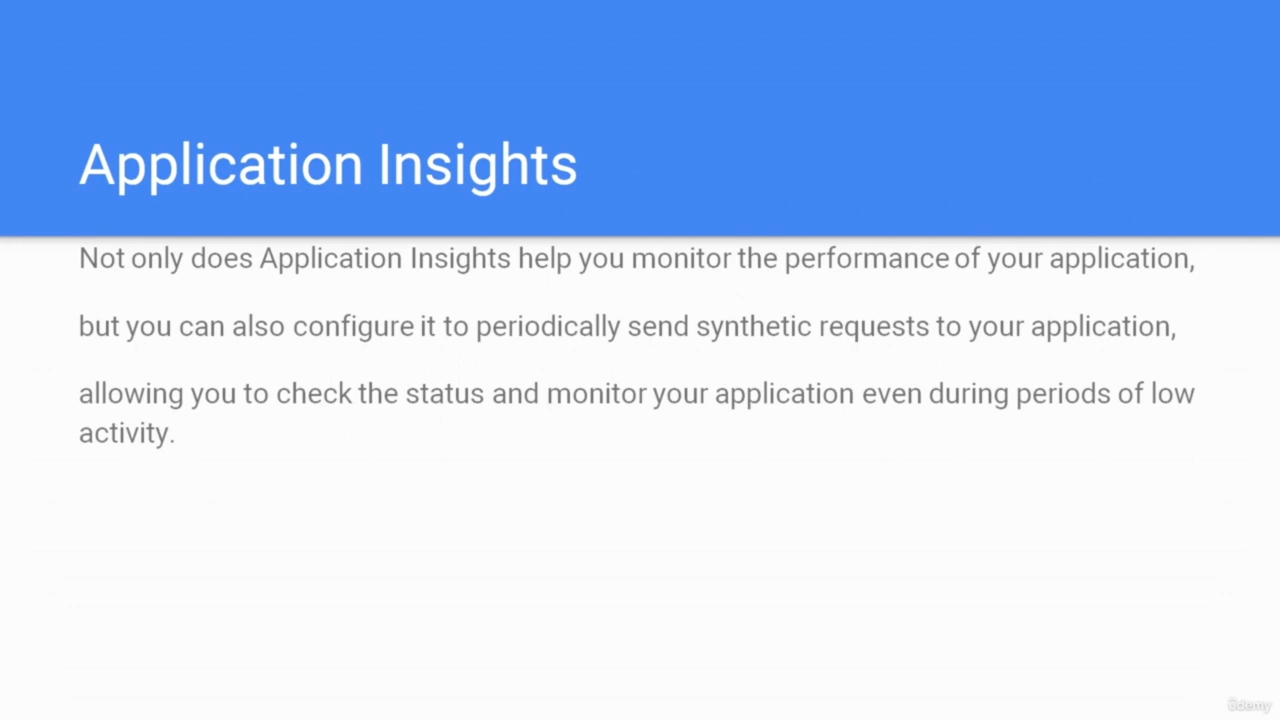 Application Insights
Not only does Application Insights help you monitor the performance of your application,
but you can also configure it to periodically send synthetic requests to your application,
allowing you to check the status and monitor your application even during periods of low
activity.
ûdemy